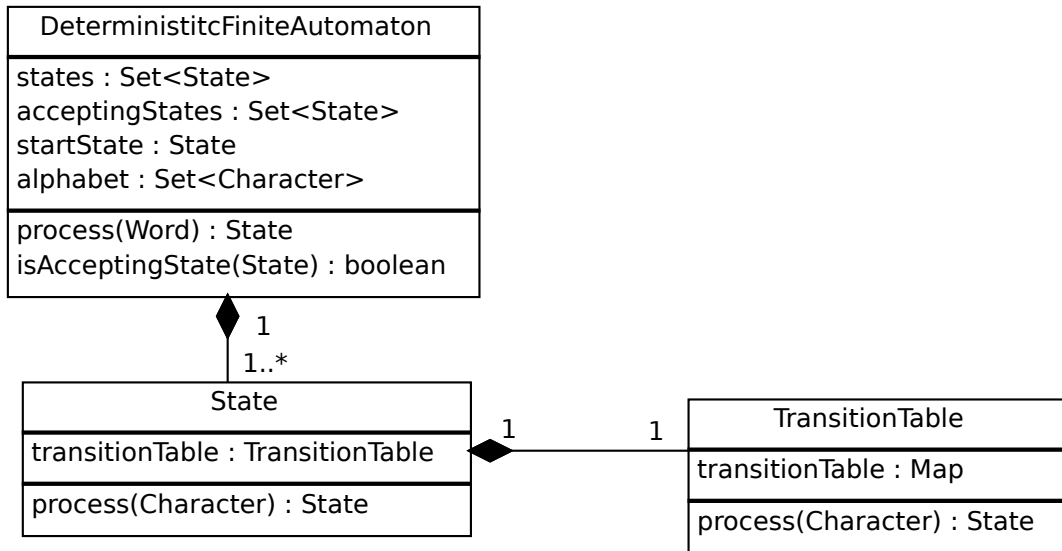 DeterministitcFiniteAutomaton
states : Set<State>
acceptingStates : Set<State>
startState : State
alphabet : Set<Character>
process(Word) : State
isAcceptingState(State) : boolean
1
1..*
State
transitionTable : TransitionTable
process(Character) : State
1
1
TransitionTable
transitionTable : Map
process(Character) : State